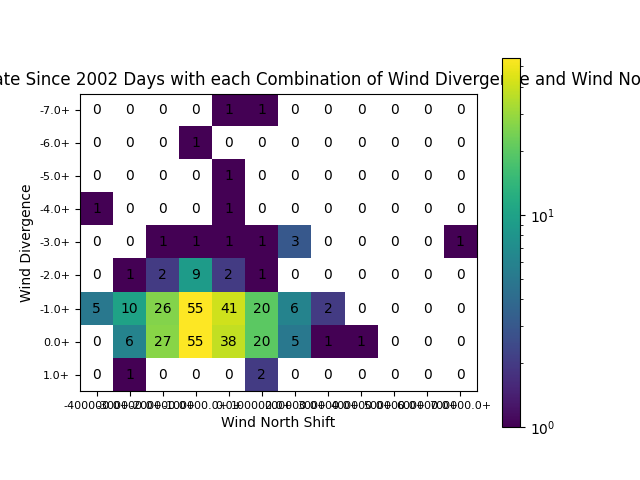 ate Since 2002 Days with each Combination of Wind Divergence and Wind No
-7.0+ 0 0 0 0 1 1 0 0 0 0 0 0
-6.0+ 0 0 0 1 0 0 0 0 0 0 0 0
-5.0+ 0 0 0 0 1 0 0 0 0 0 0 0
-4.0+ 1 0 0 0 1 0 0 0 0 0 0 0
-3.0+ 0 0 1 1 1 1 3 0 0 0 0 1
-2.0+ 0 1 2 9 2 1 0 0 0 0 0 0
-1.0+ 5 10 26 55 41 20 6 2 0 0 0 0
0.0+ 0 6 27 55 38 20 5 1 1 0 0 0
1.0+ 0 1 0 0 0 2 0 0 0 0 0 0
Wind North Shift
Wind Divergence
10¹
10⁰